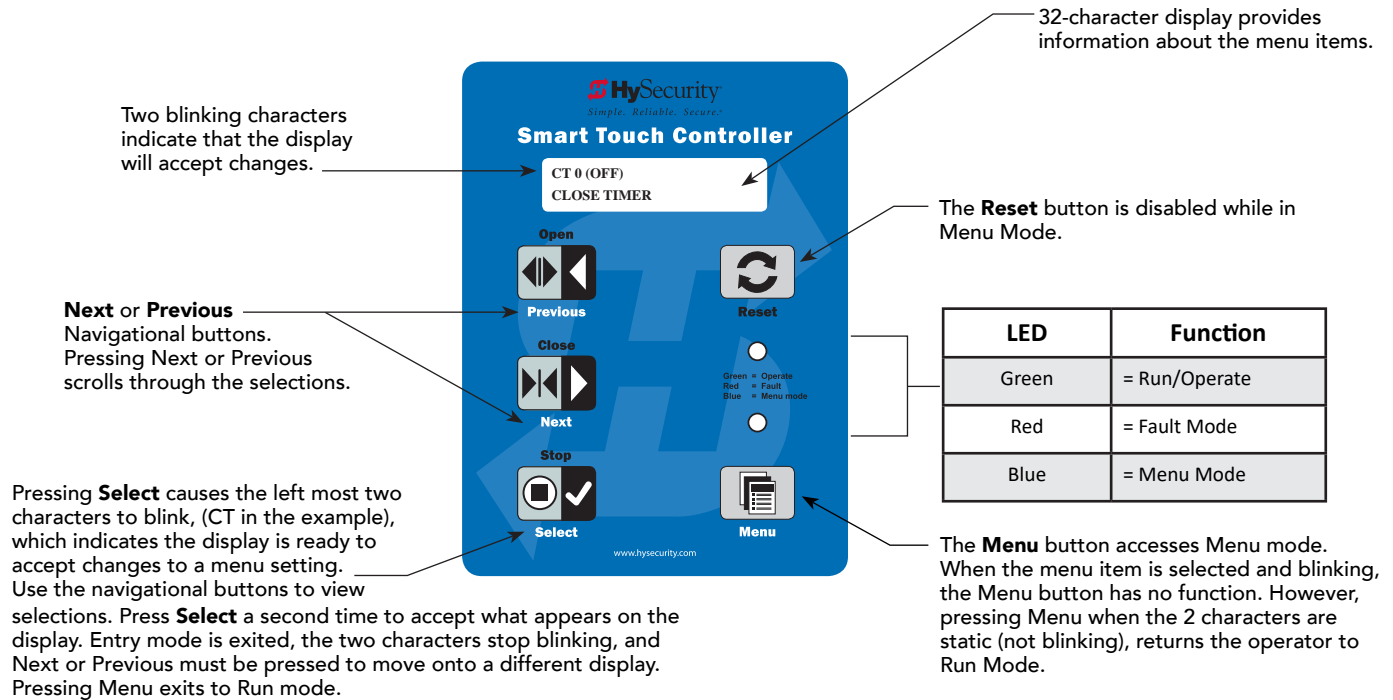 32-character display provides
information about the menu items.
Two blinking characters
indicate that the display
will accept changes.
HySecurity
Simple. Reliable. Secure.
Smart Touch Controller
CT 0 (OFF)
CLOSE TIMER
The Reset button is disabled while in
Menu Mode.
Open
Previous
Reset
Next or Previous
Navigational buttons.
Pressing Next or Previous
scrolls through the selections.
Close
Next
Green = Operate
Red = Fault
Blue = Menu mode
LED Function
Green = Run/Operate
Red = Fault Mode
Blue = Menu Mode
Stop
Select
Menu
www.hysecurity.com
Pressing Select causes the left most two
characters to blink, (CT in the example),
which indicates the display is ready to
accept changes to a menu setting.
Use the navigational buttons to view
selections. Press Select a second time to accept what appears on the
display. Entry mode is exited, the two characters stop blinking, and
Next or Previous must be pressed to move onto a different display.
Pressing Menu exits to Run mode.
The Menu button accesses Menu mode.
When the menu item is selected and blinking,
the Menu button has no function. However,
pressing Menu when the 2 characters are
static (not blinking), returns the operator to
Run Mode.